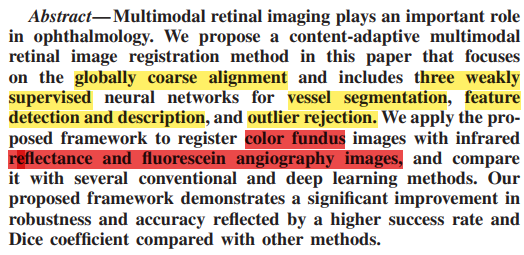 Abstract—Multimodal retinal imaging plays an important role
in ophthalmology. We propose a content-adaptive multimodal
retinal image registration method in this paper that focuses
on the globally coarse alignment and includes three weakly
supervised neural networks for vessel segmentation, feature
detection and description, and outlier rejection. We apply the pro-
posed framework to register color fundus images with infrared
reflectance and fluorescein angiography images, and compare
it with several conventional and deep learning methods. Our
proposed framework demonstrates a significant improvement in
robustness and accuracy reflected by a higher success rate and
Dice coefficient compared with other methods.